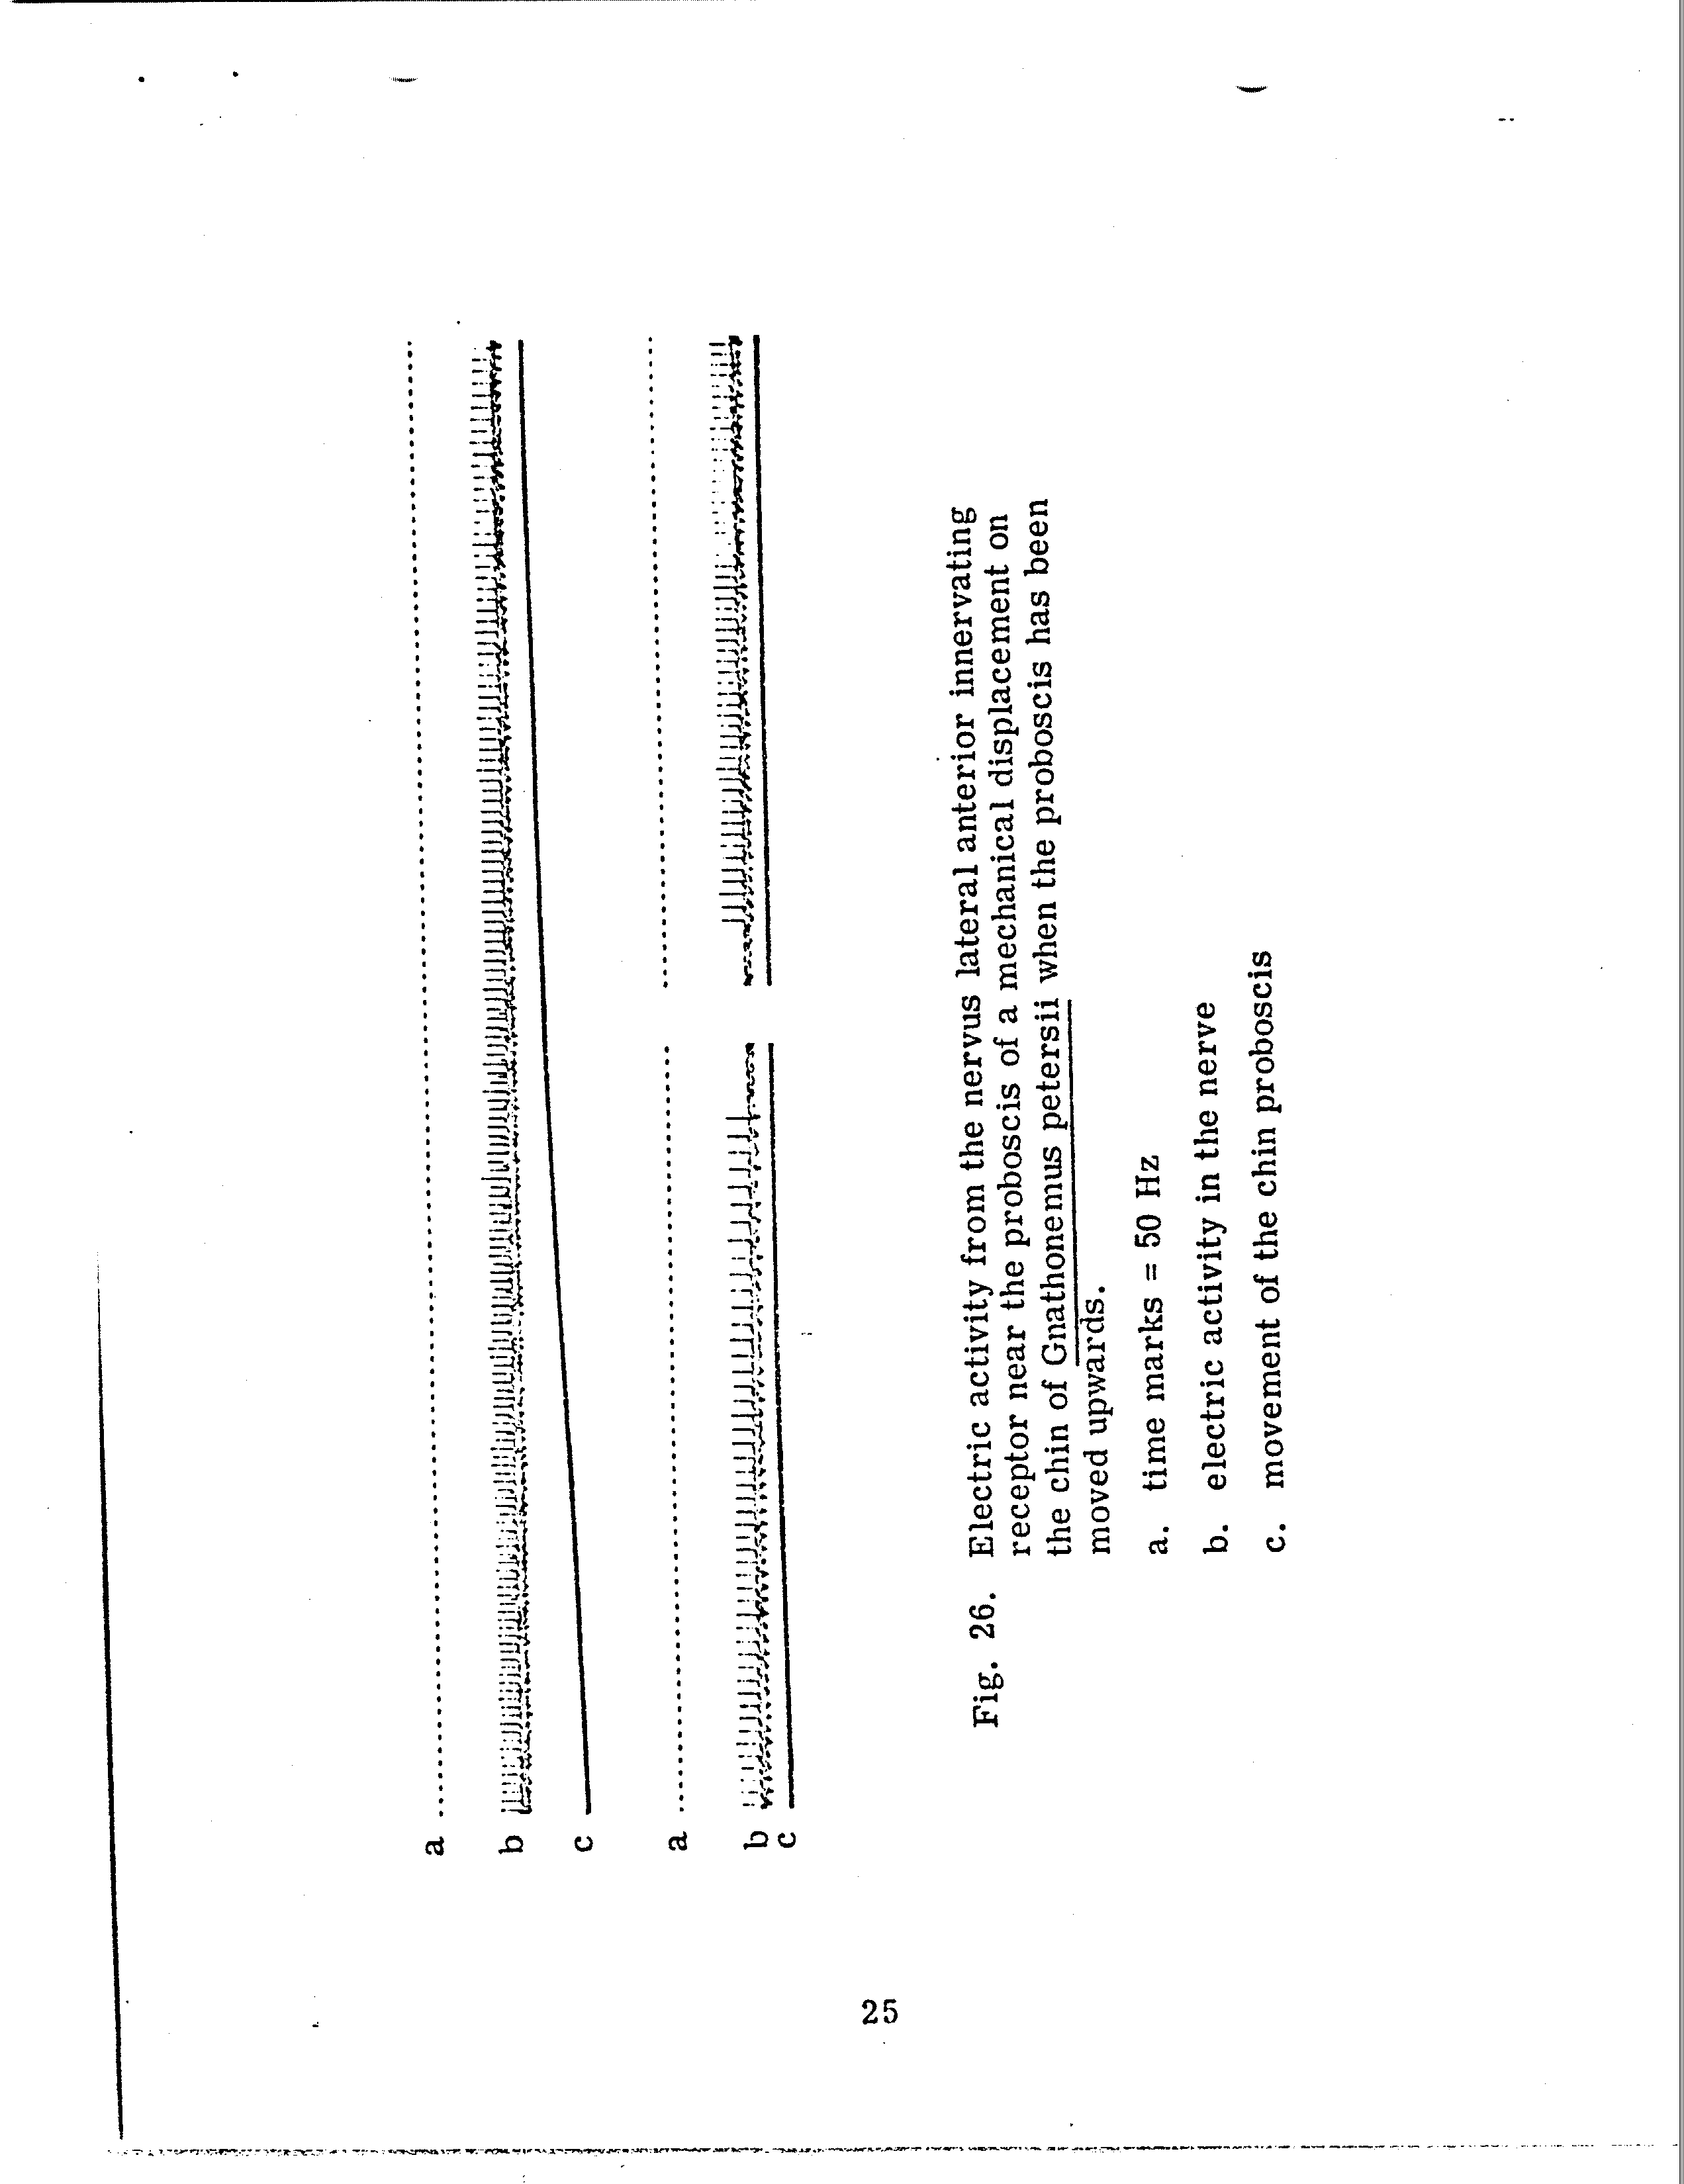 a
b
c
a
b
c
Fig. 26. Electric activity from the nervus lateral anterior innervating
receptor near the proboscis of a mechanical displacement on
the chin of Gnathonemus petersii when the proboscis has been
moved upwards.
a. time marks = 50 Hz
b. electric activity in the nerve
c. movement of the chin proboscis
25